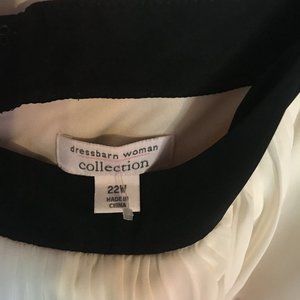 dressbarn woman
collection
22W
MADE IN
CHINA